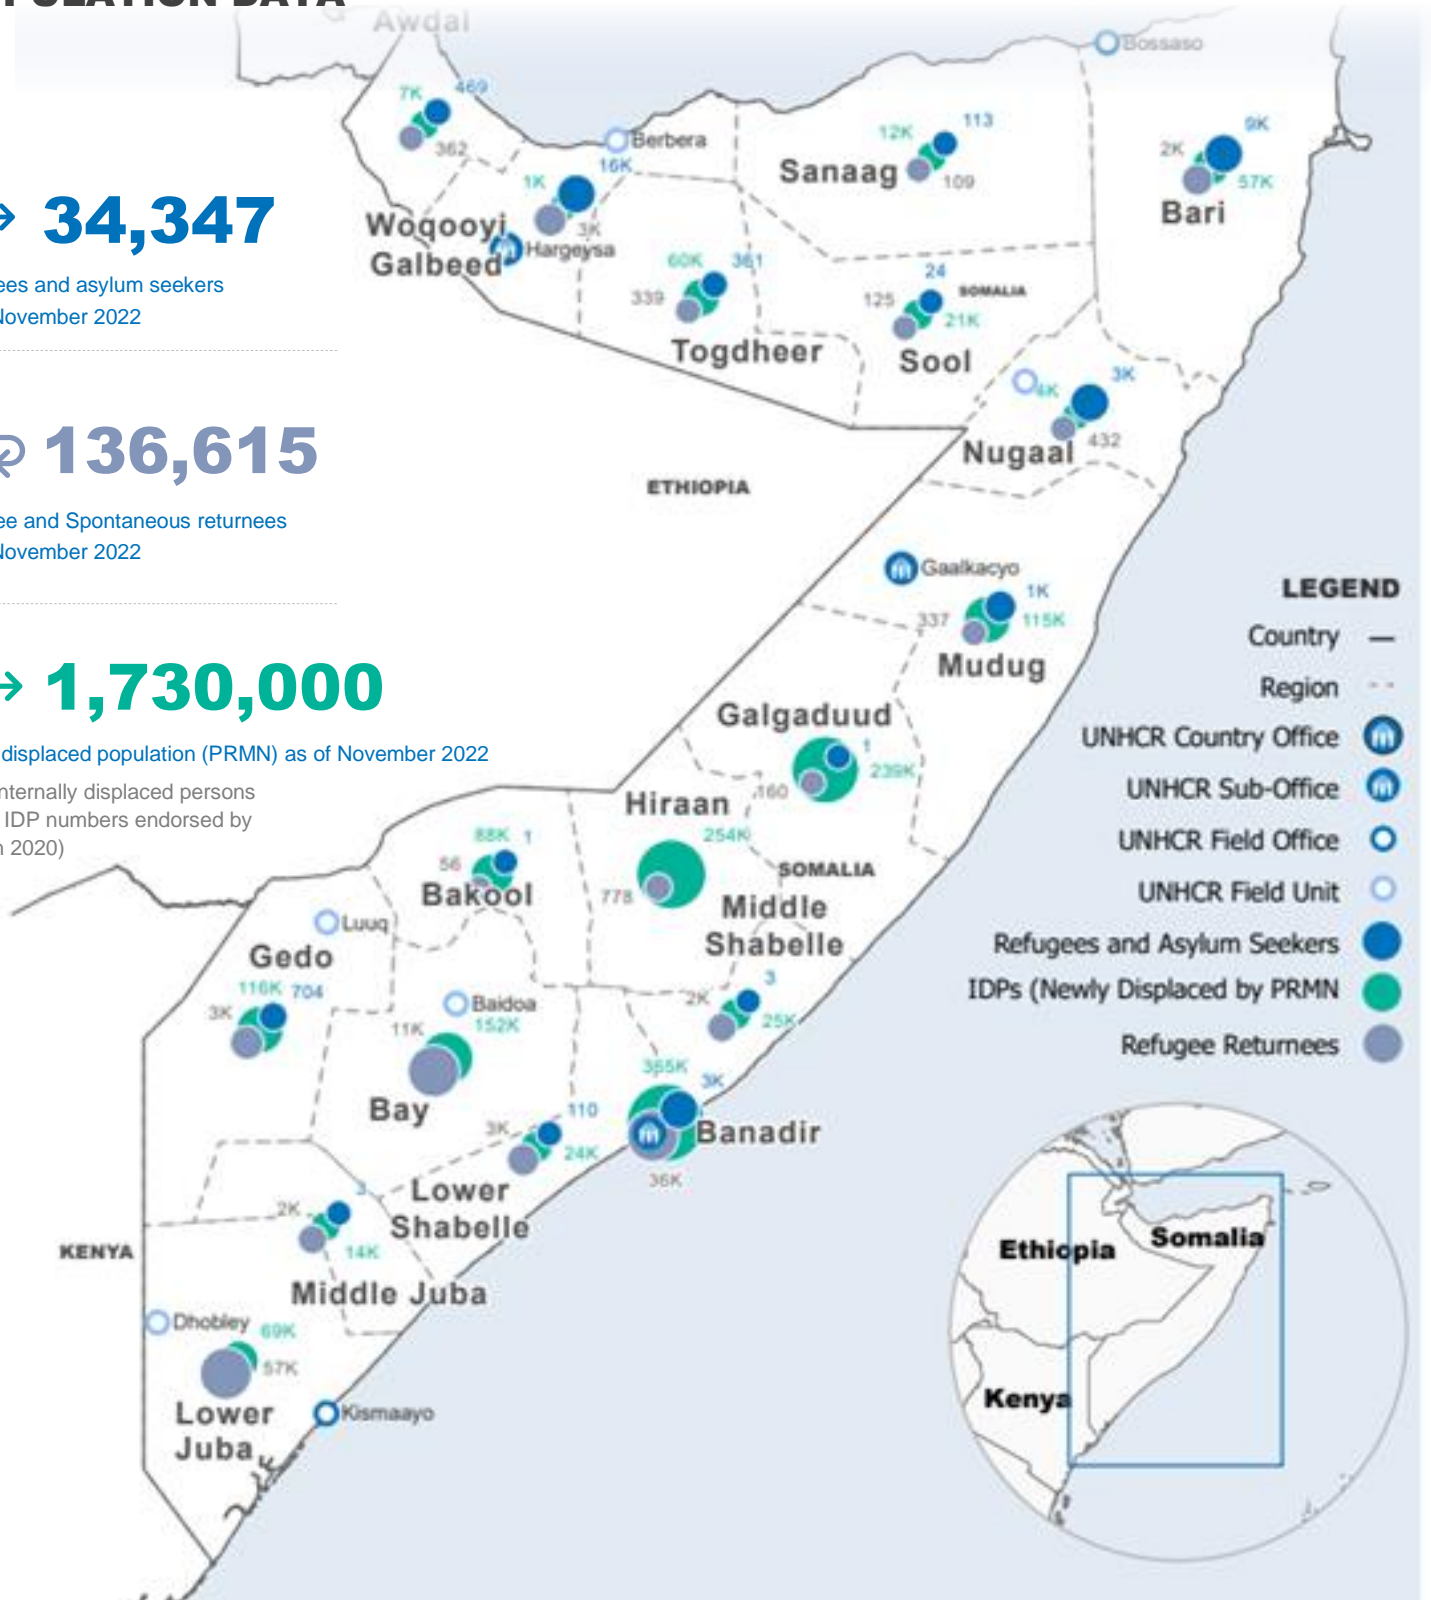 Awdal
Bossaso
7K
469
362
Berbera
Sanaag
12K
113
109
2K
9K
57K
Bari
16K
1K
3K
Woqooyi
Galbeed
Hargeysa
34,347
ees and asylum seekers
November 2022
60K
361
339
Togdheer
24
125
SOMALIA
21K
Sool
3K
4K
432
Nugaal
136,615
ee and Spontaneous returnees
November 2022
ETHIOPIA
Gaalkacyo
1K
337
115K
Mudug
1,730,000
displaced population (PRMN) as of November 2022
nternally displaced persons
IDP numbers endorsed by
n 2020)
Galgaduud
1
239K
160
Hiraan
254K
778
SOMALIA
88K
1
56
Bakool
Middle
Shabelle
3
2K
25K
Luuq
Gedo
116K
704
3K
Baidoa
11K
152K
Bay
365K
3K
Banadir
36K
110
3K
24K
Lower
Shabelle
3
2K
14K
Middle Juba
KENYA
Dhobley
69K
57K
Lower
Juba
Kismaayo
LEGEND
Country
Region
UNHCR Country Office
UNHCR Sub-Office
UNHCR Field Office
UNHCR Field Unit
Refugees and Asylum Seekers
IDPs (Newly Displaced by PRMN
Refugee Returnees
Ethiopia
Somalia
Kenya